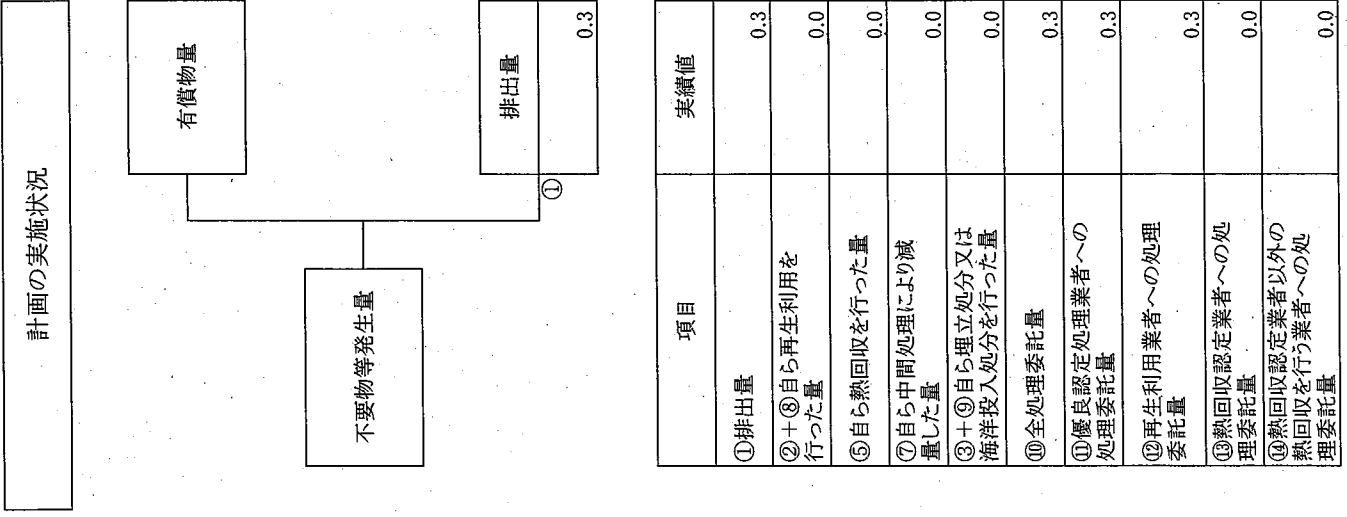 計画の実施状況
有償物量
不要物等発生量
排出量
①
0.3
項目
実績値
①排出量
0.3
②+⑧自ら再生利用を
行った量
0.0
⑤自ら熱回収を行った量
0.0
⑦自ら中間処理により減
量した量
0.0
③+⑨自ら埋立処分又は
海洋投入処分を行った量
0.0
⑩全処理委託量
0.3
⑪優良認定処理業者への
処理委託量
0.3
⑫再生利用業者への処理
委託量
0.3
⑬熱回収認定業者への処
理委託量
0.0
⑭熱回収認定業者以外の
熱回収を行う業者への処
理委託量
0.0